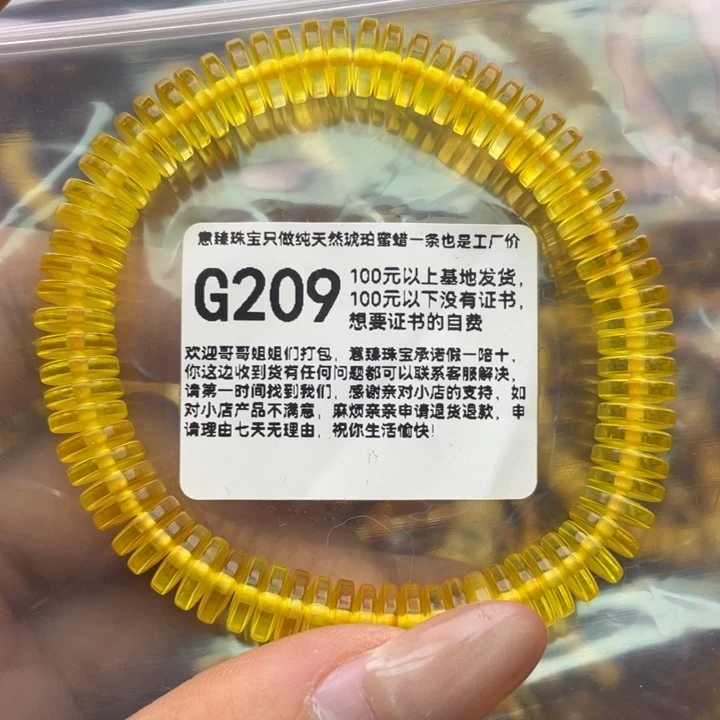 意臻珠宝只做纯天然琥珀蜜蜡一条也是工厂价
G209
100元以上基地发货,
100元以下没有证书,
想要证书的自费
欢迎哥哥姐姐们打包, 意臻珠宝承诺假一陪十,
你这边收到货有任何问题都可以联系客服解决,
请第一时间找到我们, 感谢亲对小店的支持、如
对小店产品不满意, 麻烦亲亲申请退货退款, 申
请理由七天无理由, 祝你生活愉快!